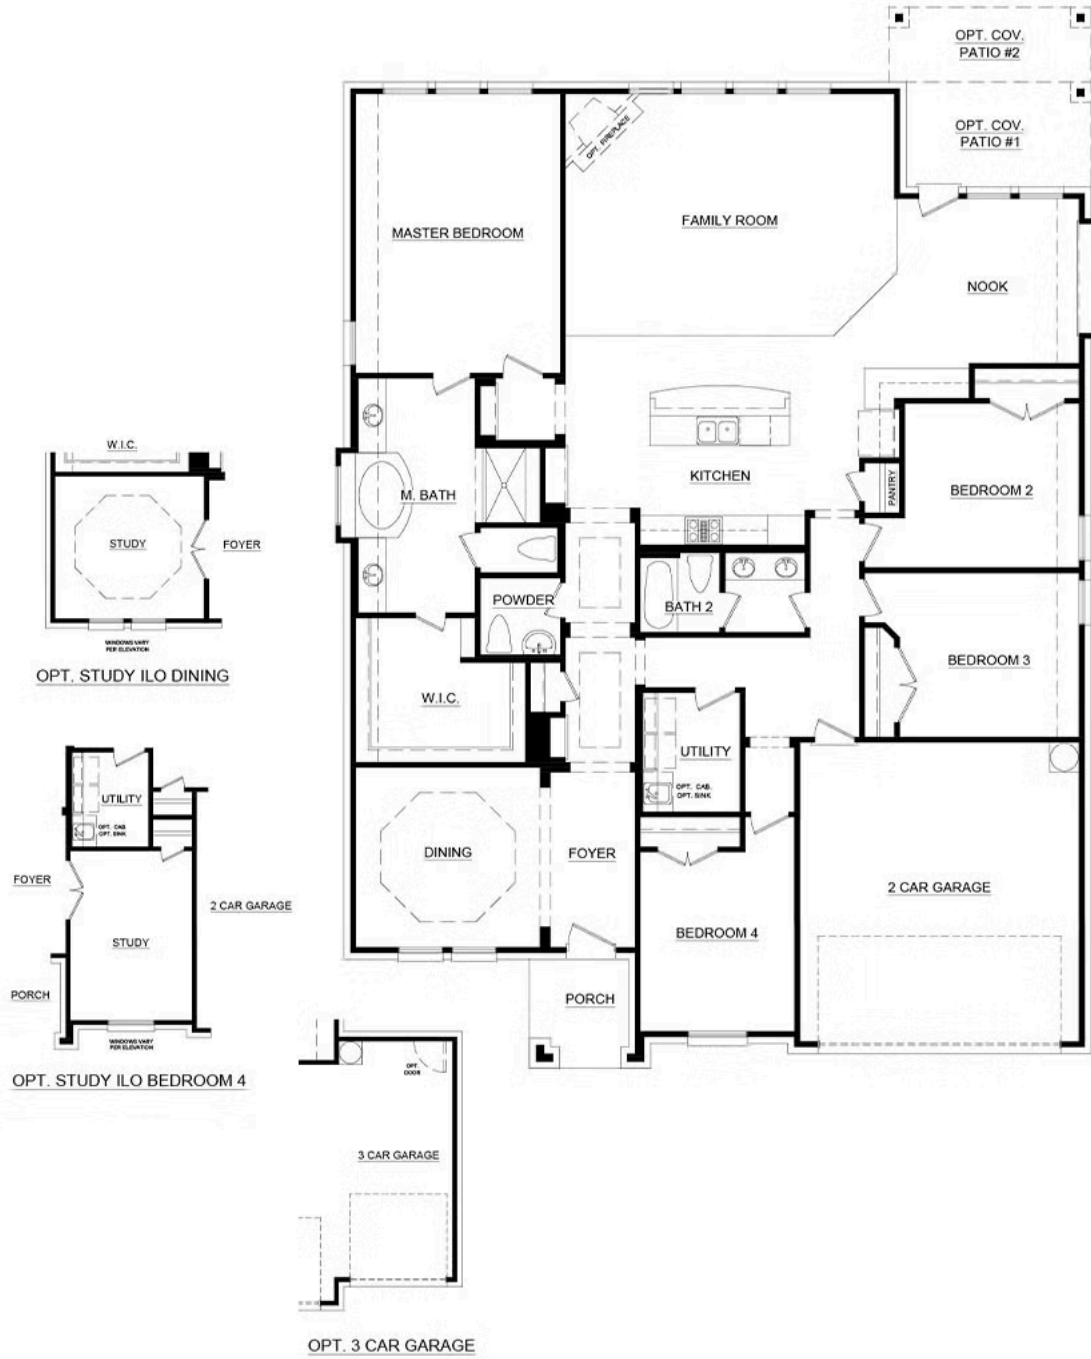 OPT. COV.
PATIO #2
OPT. COV.
PATIO #1
OPT. FIREPLACE
MASTER BEDROOM
FAMILY ROOM
NOOK
KITCHEN
PANTRY
BEDROOM 2
M. BATH
POWDER
BATH 2
BEDROOM 3
W.I.C.
UTILITY
OPT. CAB.
OPT. SINK
DINING
FOYER
BEDROOM 4
2 CAR GARAGE
PORCH
W.I.C.
STUDY
FOYER
WINDOWS VARY
PER ELEVATION
OPT. STUDY ILO DINING
UTILITY
OPT. CAB.
OPT. SINK
FOYER
2 CAR GARAGE
STUDY
PORCH
WINDOWS VARY
PER ELEVATION
OPT. STUDY ILO BEDROOM 4
OPT.
DOOR
3 CAR GARAGE
OPT. 3 CAR GARAGE